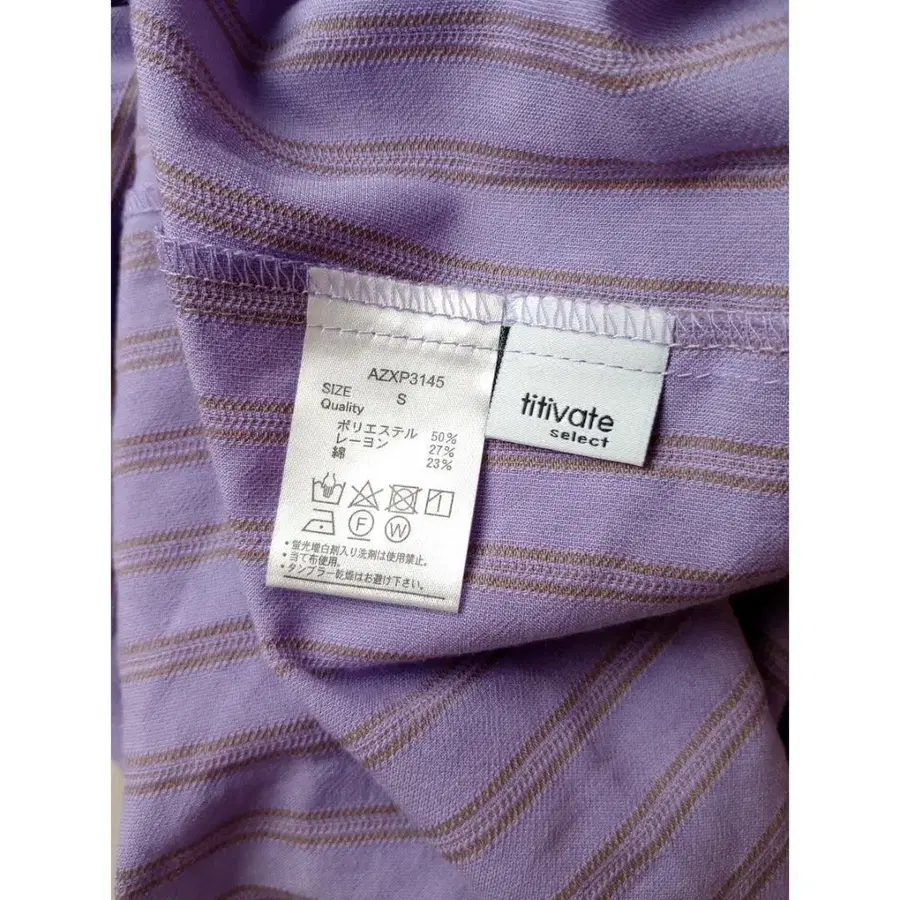 AZXP3145
SIZE S
Quality
ポリエステル 50%
レーヨン 27%
綿 23%
F W
・蛍光増白剤入り洗剤は使用禁止。
・当て布使用。
・タンブラー乾燥はお避け下さい。
titivate
select